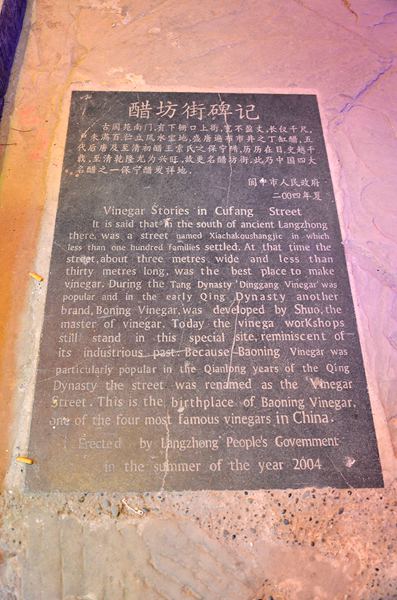 醋坊街碑记
古阆苑南门,有下栅口上街,宽不盈丈,长仅千尺,
户未满百,伫立风水宝地,盛唐遍布市井之丁缸醋,五
代后唐及至清初醋王索氏之保宁醋,历历在目,史越千
载,至清乾隆尤为兴旺,故更名醋坊街,此乃中国四大
名醋之一保宁醋发祥地。
阆中市人民政府
二00四年夏
Vinegar Stories in Cufang Street
It is said that in the south of ancient Langzhong
there was a street named Xiachakoushangjie in which
less than one hundred families settled. At that time the
street, about three metres wide and less than
thirty metres long, was the best place to make
vinegar. During the Tang Dynasty 'Dinggang Vinegar' was
popular and in the early Qing Dynasty another
brand, Boning Vinegar, was developed by Shuo, the
master of vinegar. Today the vinega worKshops
still stand in this special site, reminiscent of
its industrious past. Because Baoning Vinegar was
particularly popular in the Qianlong years of the Qing
Dynasty the street was renamed as the Vinegar
Street. This is the birthplace of Baoning Vinegar,
one of the four most famous vinegars in China.
Erected by Langzhong People's Govemment
in the summer of the year 2004